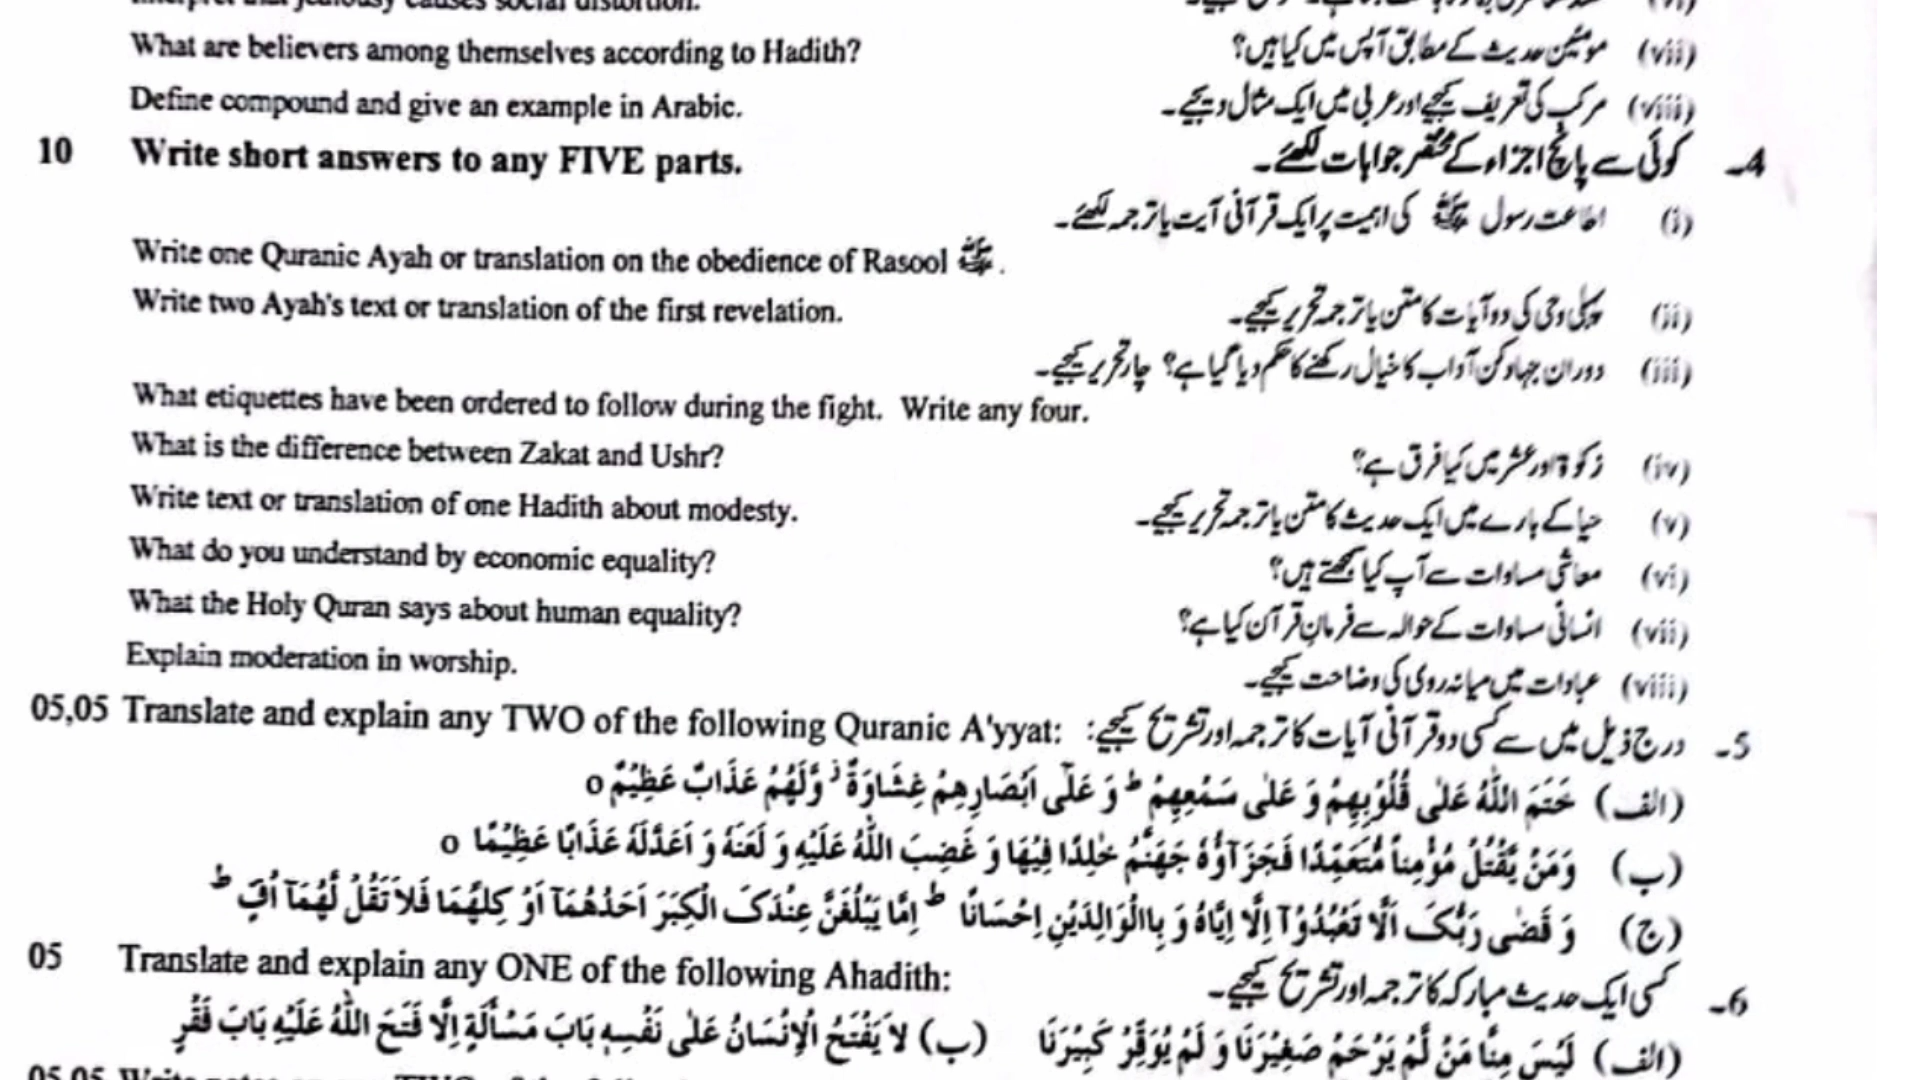 What are believers among themselves according to Hadith?
(vii) مومنین حدیث کے مطابق آپس میں کیا ہیں؟
Define compound and give an example in Arabic.
(viii) مرکب کی تعریف کیجیے اور عربی میں ایک مثال دیجیے۔
10 Write short answers to any FIVE parts.
4۔ کوئی سے پانچ اجزاء کے مختصر جوابات لکھئے۔
(i) اطاعت رسول ﷺ کی اہمیت پر ایک قرآنی آیت یا ترجمہ لکھئے۔
Write one Quranic Ayah or translation on the obedience of Rasool ﷺ.
Write two Ayah's text or translation of the first revelation.
(ii) پہلی وحی کی دو آیات کا متن یا ترجمہ تحریر کیجیے۔
(iii) دوران جہاد کن آداب کا خیال رکھنے کا حکم دیا گیا ہے؟ چار تحریر کیجیے۔
What etiquettes have been ordered to follow during the fight. Write any four.
What is the difference between Zakat and Ushr?
(iv) زکوۃ اور عشر میں کیا فرق ہے؟
Write text or translation of one Hadith about modesty.
(v) حیا کے بارے میں ایک حدیث کا متن یا ترجمہ تحریر کیجیے۔
What do you understand by economic equality?
(vi) معاشی مساوات سے آپ کیا سمجھتے ہیں؟
What the Holy Quran says about human equality?
(vii) انسانی مساوات کے حوالہ سے فرمانِ قرآن کیا ہے؟
Explain moderation in worship.
(viii) عبادات میں میانہ روی کی وضاحت کیجیے۔
05,05 Translate and explain any TWO of the following Quranic A'yyat:
5۔ درج ذیل میں سے کسی دو قرآنی آیات کا ترجمہ اور تشریح کیجیے:
(الف) خَتَمَ اللّٰهُ عَلٰى قُلُوْبِهِمْ وَ عَلٰى سَمْعِهِمْ ؕ وَ عَلٰٓى اَبْصَارِهِمْ غِشَاوَةٌ ز وَّلَهُمْ عَذَابٌ عَظِيْمٌ o
(ب) وَمَنْ يَّقْتُلْ مُؤْمِناً مُّتَعَمِّدًا فَجَزَآؤُهٗ جَهَنَّمُ خٰلِدًا فِيْهَا وَ غَضِبَ اللّٰهُ عَلَيْهِ وَ لَعَنَهٗ وَ اَعَدَّلَهٗ عَذَابًا عَظِيْمًا o
(ج) وَ قَضٰى رَبُّكَ اَلَّا تَعْبُدُوْٓا اِلَّا اِيَّاهُ وَ بِاالْوَالِدَيْنِ اِحْسَانًا ؕ اِمَّا يَبْلُغَنَّ عِنْدَكَ الْكِبَرَ اَحَدُهُمَآ اَوْ كِلٰهُمَا فَلاَ تَقُلْ لَّهُمَآ اُفٍّ ؕ
05 Translate and explain any ONE of the following Ahadith:
6۔ کسی ایک حدیث مبارکہ کا ترجمہ اور تشریح کیجیے۔
(الف) لَيْسَ مِنَّا مَنْ لَّمْ يَرْحَمْ صَغِيْرَنَا وَ لَمْ يُوَقِّرْ كَبِيْرَنَا (ب) لاَ يَفْتَحُ الْاِنْسَانُ عَلٰى نَفْسِهٖ بَابَ مَسْأَلَةٍ اِلَّا فَتَحَ اللّٰهُ عَلَيْهِ بَابَ فَقْرٍ